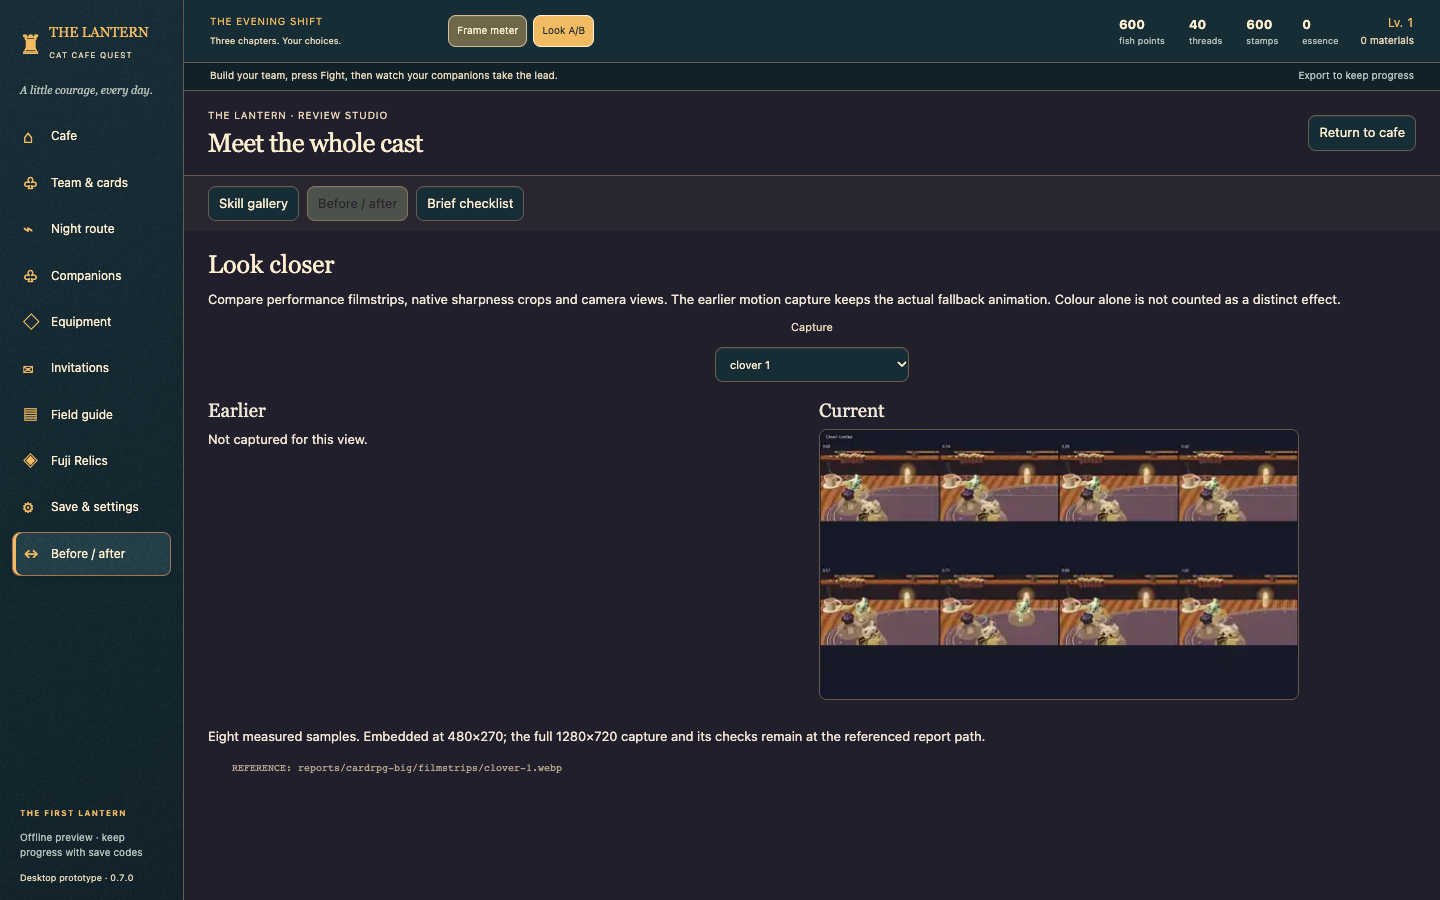 THE LANTERN
CAT CAFE QUEST
A little courage, every day.
Cafe
Team & cards
Night route
Companions
Equipment
Invitations
Field guide
Fuji Relics
Save & settings
Before / after
THE FIRST LANTERN
Offline preview · keep
progress with save codes
Desktop prototype · 0.7.0
THE EVENING SHIFT
Three chapters. Your choices.
Frame meter
Look A/B
600
fish points
40
threads
600
stamps
0
essence
Lv. 1
0 materials
Build your team, press Fight, then watch your companions take the lead.
Export to keep progress
THE LANTERN · REVIEW STUDIO
Meet the whole cast
Return to cafe
Skill gallery
Before / after
Brief checklist
Look closer
Compare performance filmstrips, native sharpness crops and camera views. The earlier motion capture keeps the actual fallback animation. Colour alone is not counted as a distinct effect.
Capture
clover 1
Earlier
Not captured for this view.
Current
Eight measured samples. Embedded at 480×270; the full 1280×720 capture and its checks remain at the referenced report path.
REFERENCE: reports/cardrpg-big/filmstrips/clover-1.webp